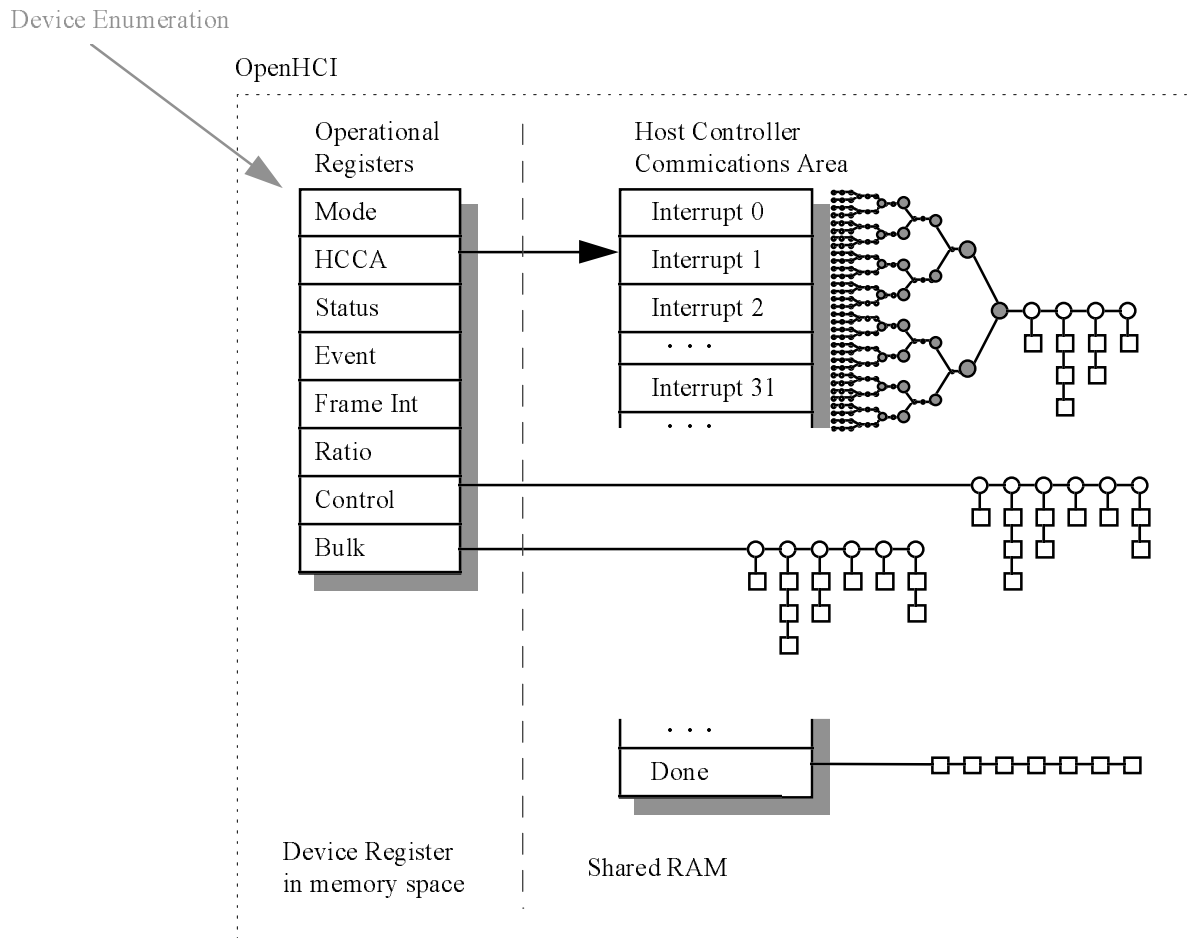 Device Enumeration
OpenHCI
Operational
Registers
Host Controller
Commications Area
Mode
HCCA
Status
Event
Frame Int
Ratio
Control
Bulk
Interrupt 0
Interrupt 1
Interrupt 2
. . .
Interrupt 31
. . .
. . .
Done
Device Register
in memory space
Shared RAM